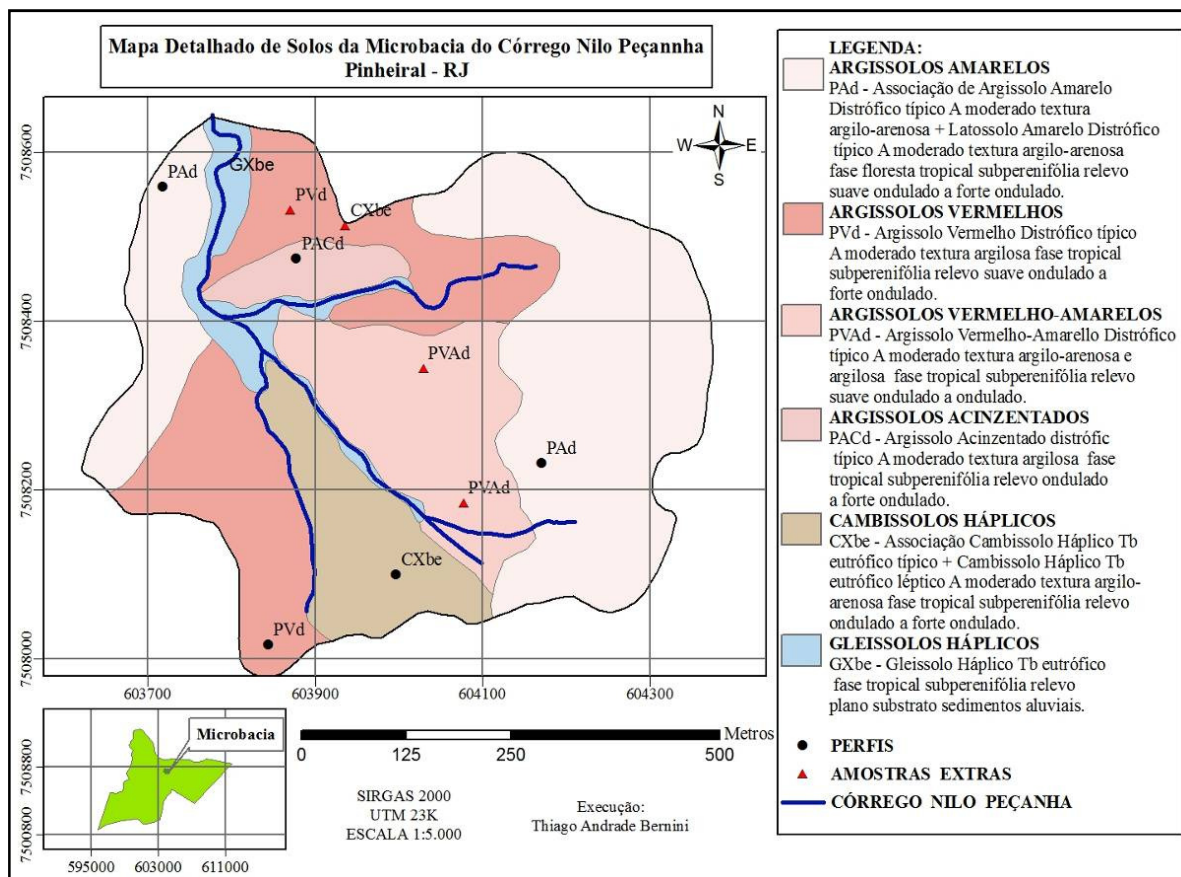 Mapa Detalhado de Solos da Microbacia do Córrego Nilo Peçannha
Pinheiral - RJ
N
W
E
S
7508600
7508400
7508200
7508000
603700
603900
604100
604300
PAd
GXbe
PVd
CXbe
PACd
PVAd
PAd
PVAd
CXbe
PVd
Microbacia
7508800
7500800
595000
603000
611000
Metros
0
125
250
500
SIRGAS 2000
UTM 23K
ESCALA 1:5.000
Execução:
Thiago Andrade Bernini
LEGENDA:
ARGISSOLOS AMARELOS
PAd - Associação de Argissolo Amarelo
Distrófico típico A moderado textura
argilo-arenosa + Latossolo Amarelo Distrófico
típico A moderado textura argilo-arenosa
fase floresta tropical subperenifólia relevo
suave ondulado a forte ondulado.
ARGISSOLOS VERMELHOS
PVd - Argissolo Vermelho Distrófico típico
A moderado textura argilosa fase tropical
subperenifólia relevo suave ondulado a
forte ondulado.
ARGISSOLOS VERMELHO-AMARELOS
PVAd - Argissolo Vermelho-Amarello Distrófico
típico A moderado textura argilo-arenosa e
argilosa fase tropical subperenifólia relevo
suave ondulado a ondulado.
ARGISSOLOS ACINZENTADOS
PACd - Argissolo Acinzentado distrófic
típico A moderado textura argilosa fase
tropical subperenifólia relevo ondulado
a forte ondulado.
CAMBISSOLOS HÁPLICOS
CXbe - Associação Cambissolo Háplico Tb
eutrófico típico + Cambissolo Háplico Tb
eutrófico léptico A moderado textura argilo-
arenosa fase tropical subperenifólia relevo
ondulado a forte ondulado.
GLEISSOLOS HÁPLICOS
GXbe - Gleissolo Háplico Tb eutrófico
fase tropical subperenifólia relevo
plano substrato sedimentos aluviais.
PERFIS
AMOSTRAS EXTRAS
CÓRREGO NILO PEÇANHA